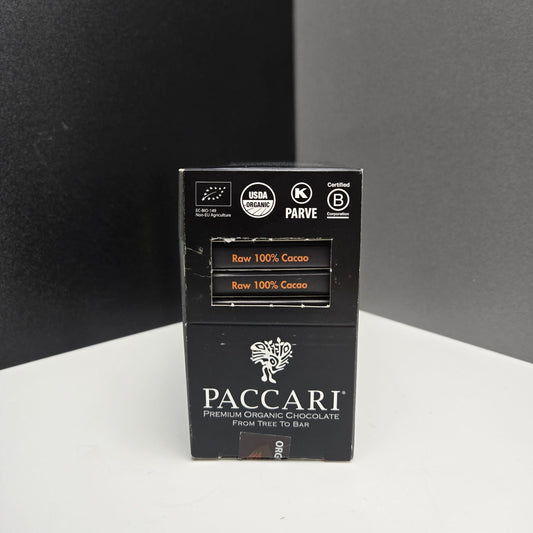 EC-BIO-149
Non-EU Agriculture
USDA
ORGANIC
K
PARVE
Certified
B
Corporation
Raw 100% Cacao
Raw 100% Cacao
PACCARI®
PREMIUM ORGANIC CHOCOLATE
FROM TREE TO BAR
ORG